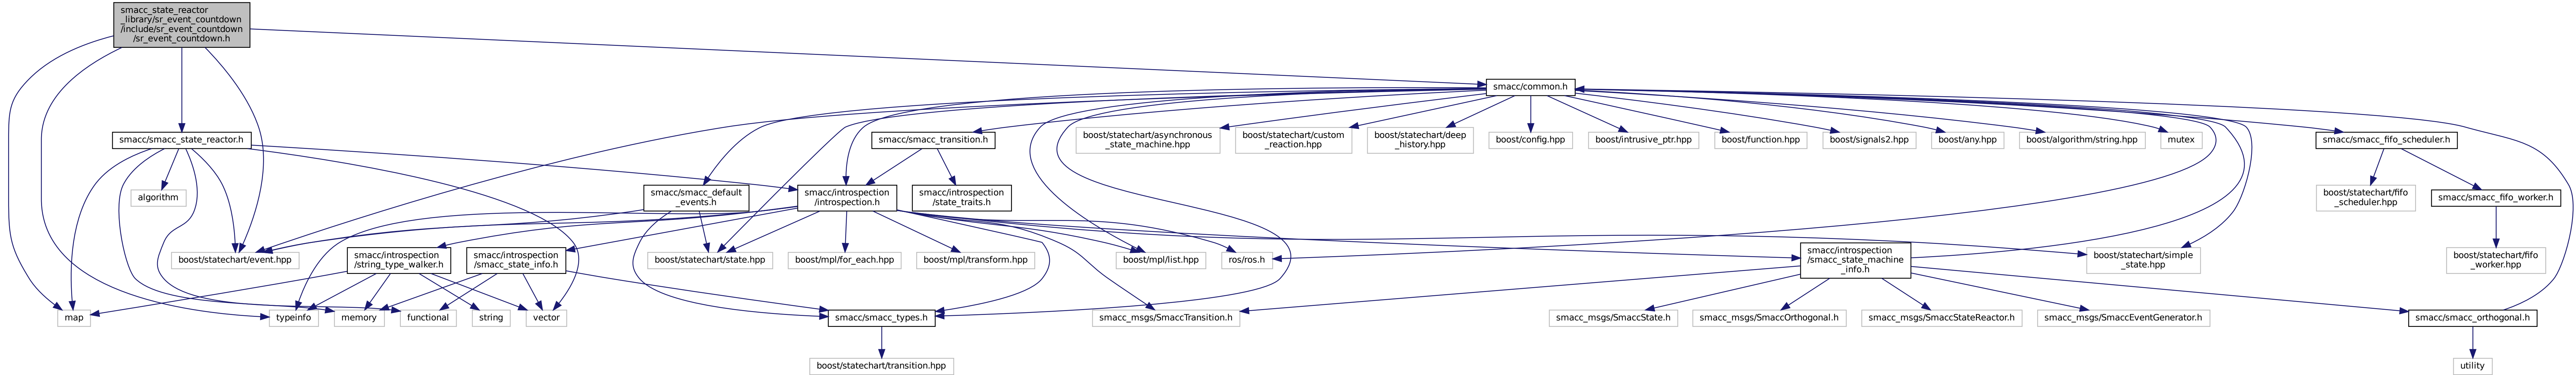 smacc_state_reactor
_library/sr_event_countdown
/include/sr_event_countdown
/sr_event_countdown.h
smacc/common.h
smacc/smacc_state_reactor.h
smacc/smacc_transition.h
boost/statechart/asynchronous
_state_machine.hpp
boost/statechart/custom
_reaction.hpp
boost/statechart/deep
_history.hpp
boost/config.hpp
boost/intrusive_ptr.hpp
boost/function.hpp
boost/signals2.hpp
boost/any.hpp
boost/algorithm/string.hpp
mutex
smacc/smacc_fifo_scheduler.h
algorithm
smacc/smacc_default
_events.h
smacc/introspection
/introspection.h
smacc/introspection
/state_traits.h
boost/statechart/fifo
_scheduler.hpp
smacc/smacc_fifo_worker.h
boost/statechart/event.hpp
smacc/introspection
/string_type_walker.h
smacc/introspection
/smacc_state_info.h
boost/statechart/state.hpp
boost/mpl/for_each.hpp
boost/mpl/transform.hpp
boost/mpl/list.hpp
ros/ros.h
smacc/introspection
/smacc_state_machine
_info.h
boost/statechart/simple
_state.hpp
boost/statechart/fifo
_worker.hpp
map
typeinfo
memory
functional
string
vector
smacc/smacc_types.h
smacc_msgs/SmaccTransition.h
smacc_msgs/SmaccState.h
smacc_msgs/SmaccOrthogonal.h
smacc_msgs/SmaccStateReactor.h
smacc_msgs/SmaccEventGenerator.h
smacc/smacc_orthogonal.h
boost/statechart/transition.hpp
utility